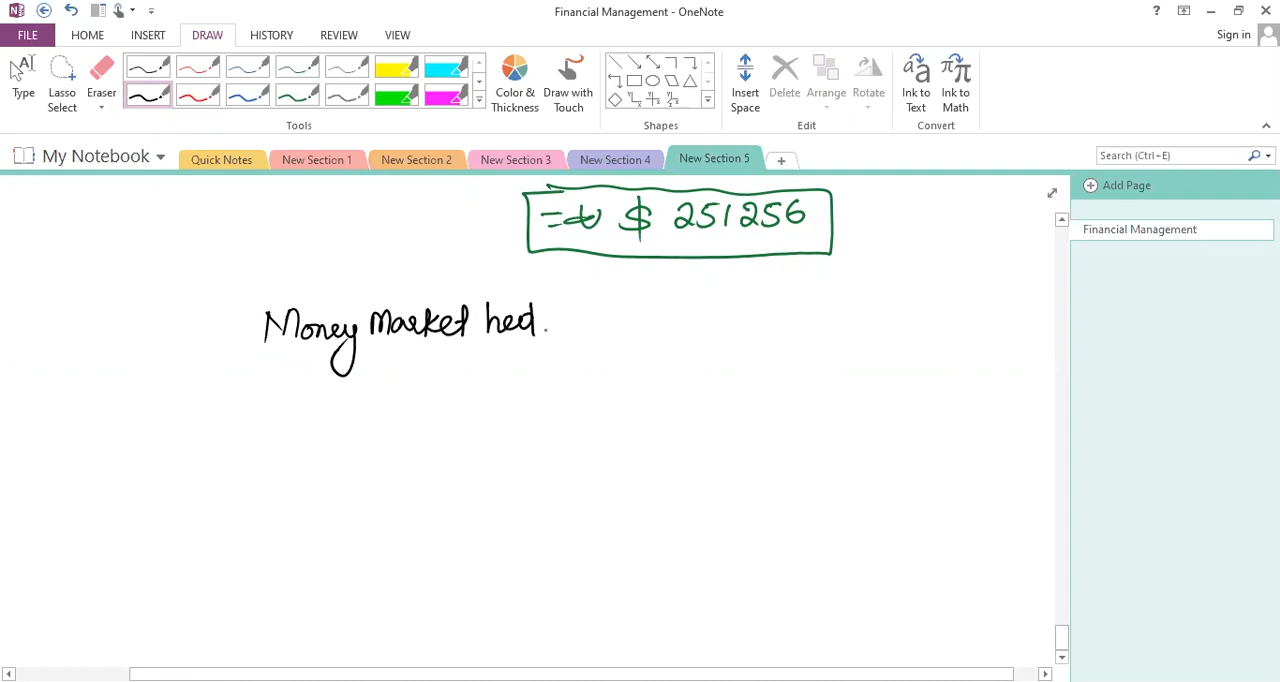 Financial Management - OneNote
?
FILE HOME INSERT DRAW HISTORY REVIEW VIEW Sign in
Type Lasso Select Eraser Color & Thickness Draw with Touch Insert Space Delete Arrange Rotate Ink to Text Ink to Math
Tools Shapes Edit Convert
My Notebook Quick Notes New Section 1 New Section 2 New Section 3 New Section 4 New Section 5 Search (Ctrl+E)
Add Page
Financial Management
$ 251256
Money Market hed